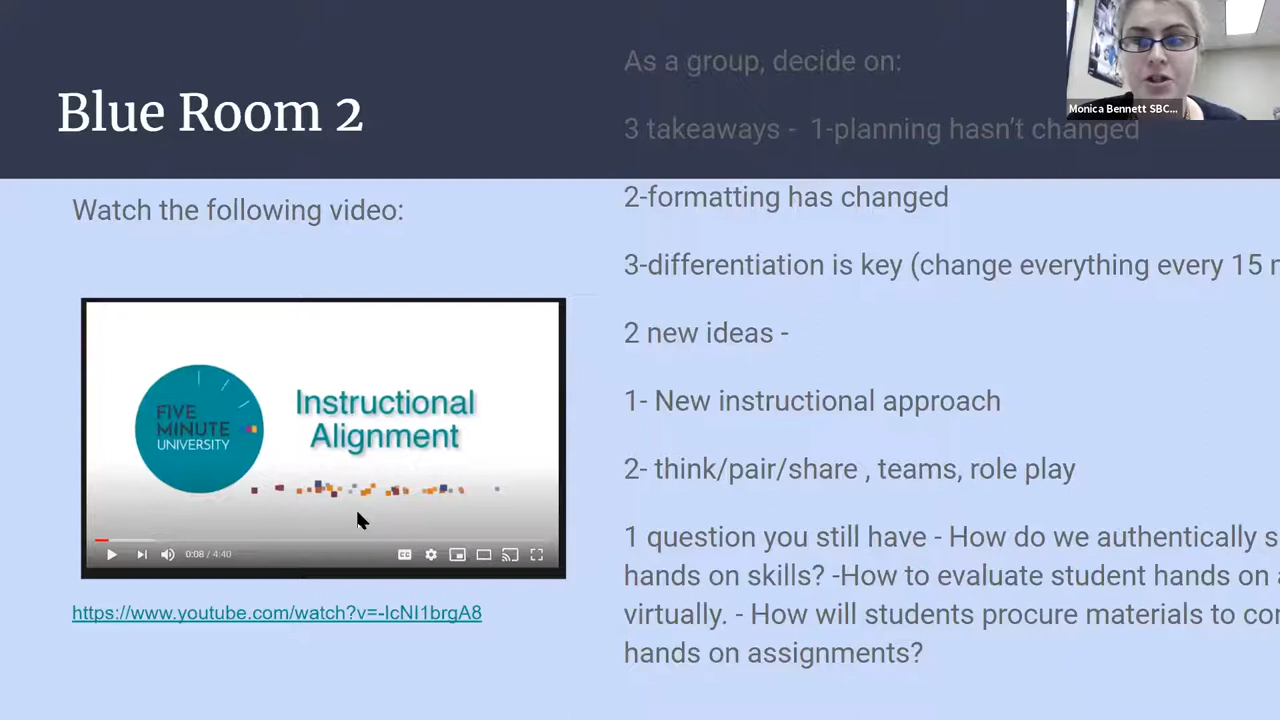 Blue Room 2
Watch the following video:
FIVE
MINUTE
UNIVERSITY
Instructional
Alignment
0:08 / 4:40
https://www.youtube.com/watch?v=-IcNI1brgA8
As a group, decide on:
3 takeaways - 1-planning hasn't changed
2-formatting has changed
3-differentiation is key (change everything every 15
2 new ideas -
1- New instructional approach
2- think/pair/share , teams, role play
1 question you still have - How do we authentically
hands on skills? -How to evaluate student hands on
virtually. - How will students procure materials to
hands on assignments?
Monica Bennett SBC...